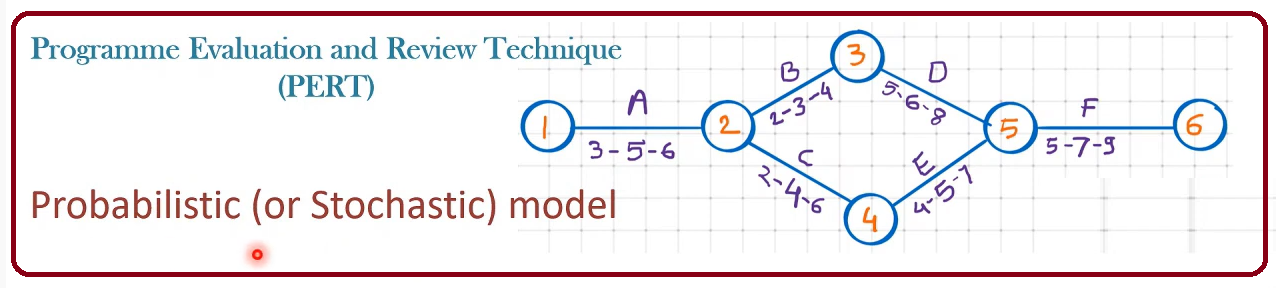 Programme Evaluation and Review Technique
(PERT)
Probabilistic (or Stochastic) model
1
A
3-5-6
2
B
2-3-4
3
D
5-6-8
C
2-4-6
4
E
4-5-7
5
F
5-7-9
6